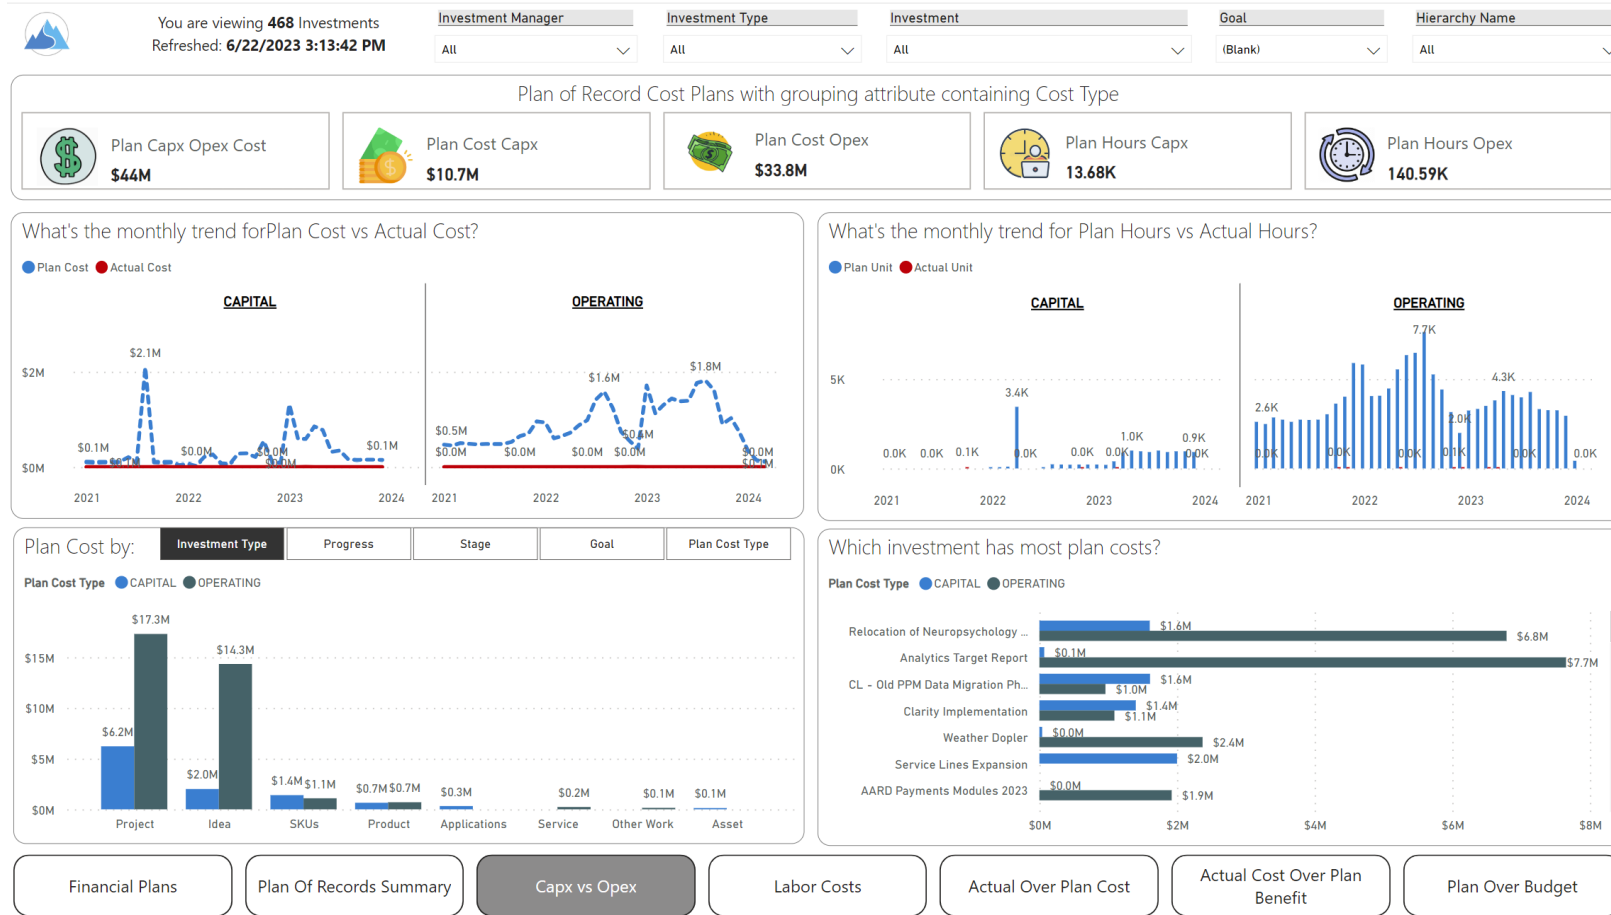 You are viewing 468 Investments
Refreshed: 6/22/2023 3:13:42 PM
Investment Manager
All
Investment Type
All
Investment
All
Goal
(Blank)
Hierarchy Name
All
Plan of Record Cost Plans with grouping attribute containing Cost Type
Plan Capx Opex Cost
$44M
Plan Cost Capx
$10.7M
Plan Cost Opex
$33.8M
Plan Hours Capx
13.68K
Plan Hours Opex
140.59K
What's the monthly trend forPlan Cost vs Actual Cost?
Plan Cost Actual Cost
CAPITAL
OPERATING
$2M
$0M
$2.1M
$0.1M
$0.0M
$0.1M
$0.5M
$0.0M
$0.0M
$1.6M
$0.0M
$0.0M
$1.8M
$0.0M
2021 2022 2023 2024
2021 2022 2023 2024
What's the monthly trend for Plan Hours vs Actual Hours?
Plan Unit Actual Unit
CAPITAL
OPERATING
5K
0K
0.0K 0.0K 0.1K 3.4K 0.0K 0.0K 0.0K 1.0K 0.9K 0.0K
2.6K 0.0K 0.0K 0.0K 7.7K 2.0K 0.1K 4.3K 0.0K 0.0K
2021 2022 2023 2024
2021 2022 2023 2024
Plan Cost by:
Investment Type Progress Stage Goal Plan Cost Type
Plan Cost Type CAPITAL OPERATING
$15M
$10M
$5M
$0M
$6.2M $17.3M
$2.0M $14.3M
$1.4M $1.1M
$0.7M $0.7M
$0.3M
$0.2M
$0.1M
$0.1M
Project Idea SKUs Product Applications Service Other Work Asset
Which investment has most plan costs?
Plan Cost Type CAPITAL OPERATING
Relocation of Neuropsychology ... $1.6M $6.8M
Analytics Target Report $0.1M $7.7M
CL - Old PPM Data Migration Ph... $1.6M $1.0M
Clarity Implementation $1.4M $1.1M
Weather Dopler $0.0M $2.4M
Service Lines Expansion $2.0M
AARD Payments Modules 2023 $0.0M $1.9M
$0M $2M $4M $6M $8M
Financial Plans
Plan Of Records Summary
Capx vs Opex
Labor Costs
Actual Over Plan Cost
Actual Cost Over Plan
Benefit
Plan Over Budget